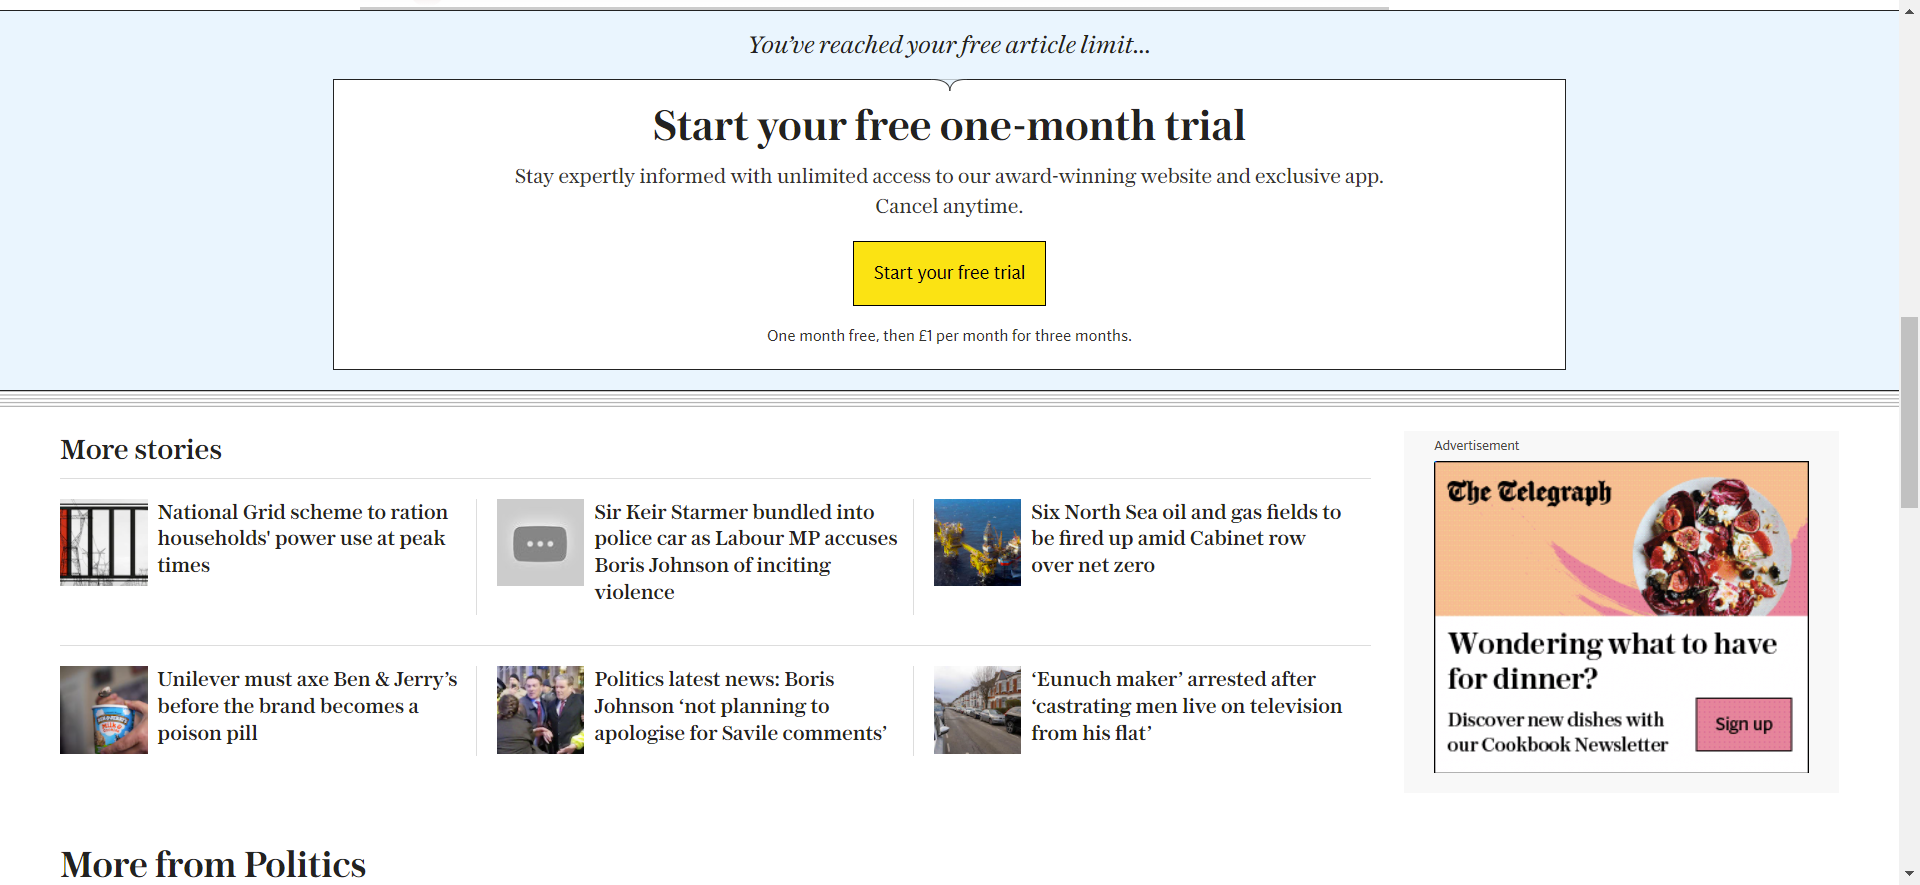 You’ve reached your free article limit...
Start your free one-month trial
Stay expertly informed with unlimited access to our award-winning website and exclusive app.
Cancel anytime.
Start your free trial
One month free, then £1 per month for three months.
More stories
National Grid scheme to ration
households' power use at peak
times
Sir Keir Starmer bundled into
police car as Labour MP accuses
Boris Johnson of inciting
violence
Six North Sea oil and gas fields to
be fired up amid Cabinet row
over net zero
Unilever must axe Ben & Jerry’s
before the brand becomes a
poison pill
Politics latest news: Boris
Johnson ‘not planning to
apologise for Savile comments’
‘Eunuch maker’ arrested after
‘castrating men live on television
from his flat’
Advertisement
The Telegraph
Wondering what to have
for dinner?
Discover new dishes with
our Cookbook Newsletter
Sign up
More from Politics